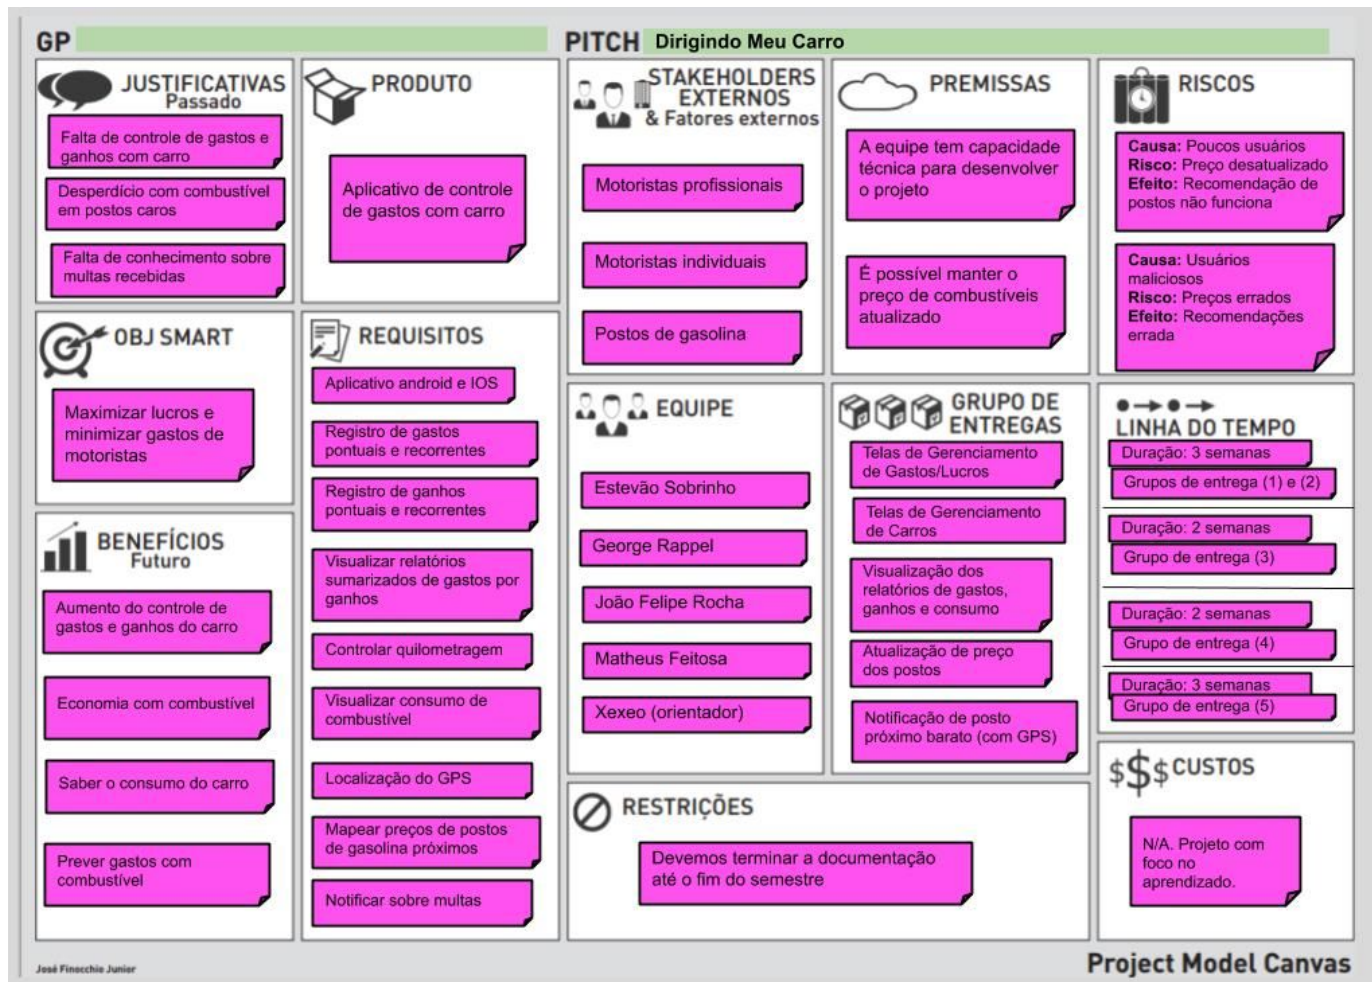 GP
PITCH Dirigindo Meu Carro
JUSTIFICATIVAS
Passado
Falta de controle de gastos e
ganhos com carro
Desperdício com combustível
em postos caros
Falta de conhecimento sobre
multas recebidas
PRODUTO
Aplicativo de controle
de gastos com carro
STAKEHOLDERS
EXTERNOS
& Fatores externos
Motoristas profissionais
Motoristas individuais
Postos de gasolina
PREMISSAS
A equipe tem capacidade
técnica para desenvolver
o projeto
É possível manter o
preço de combustíveis
atualizado
RISCOS
Causa: Poucos usuários
Risco: Preço desatualizado
Efeito: Recomendação de
postos não funciona
Causa: Usuários
maliciosos
Risco: Preços errados
Efeito: Recomendações
errada
OBJ SMART
Maximizar lucros e
minimizar gastos de
motoristas
REQUISITOS
Aplicativo android e IOS
Registro de gastos
pontuais e recorrentes
Registro de ganhos
pontuais e recorrentes
Visualizar relatórios
sumarizados de gastos por
ganhos
Controlar quilometragem
Visualizar consumo de
combustível
Localização do GPS
Mapear preços de postos
de gasolina próximos
Notificar sobre multas
BENEFÍCIOS
Futuro
Aumento do controle de
gastos e ganhos do carro
Economia com combustível
Saber o consumo do carro
Prever gastos com
combustível
EQUIPE
Estevão Sobrinho
George Rappel
João Felipe Rocha
Matheus Feitosa
Xexeo (orientador)
GRUPO DE
ENTREGAS
Telas de Gerenciamento
de Gastos/Lucros
Telas de Gerenciamento
de Carros
Visualização dos
relatórios de gastos,
ganhos e consumo
Atualização de preço
dos postos
Notificação de posto
próximo barato (com GPS)
LINHA DO TEMPO
Duração: 3 semanas
Grupos de entrega (1) e (2)
Duração: 2 semanas
Grupo de entrega (3)
Duração: 2 semanas
Grupo de entrega (4)
Duração: 3 semanas
Grupo de entrega (5)
RESTRIÇÕES
Devemos terminar a documentação
até o fim do semestre
$$$ CUSTOS
N/A. Projeto com
foco no
aprendizado.
José Finocchio Junior
Project Model Canvas